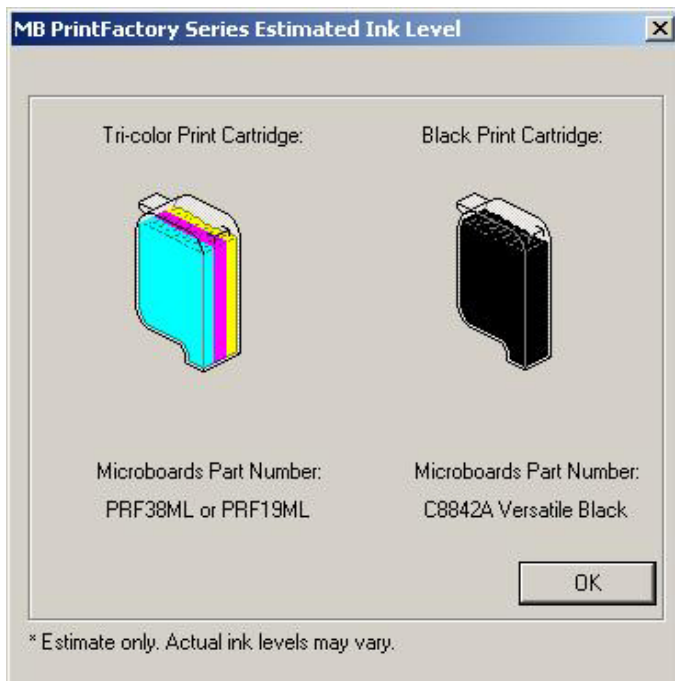 MB PrintFactory Series Estimated Ink Level
Tri-color Print Cartridge:
Black Print Cartridge:
Microboards Part Number:
PRF38ML or PRF19ML
Microboards Part Number:
C8842A Versatile Black
OK
* Estimate only. Actual ink levels may vary.